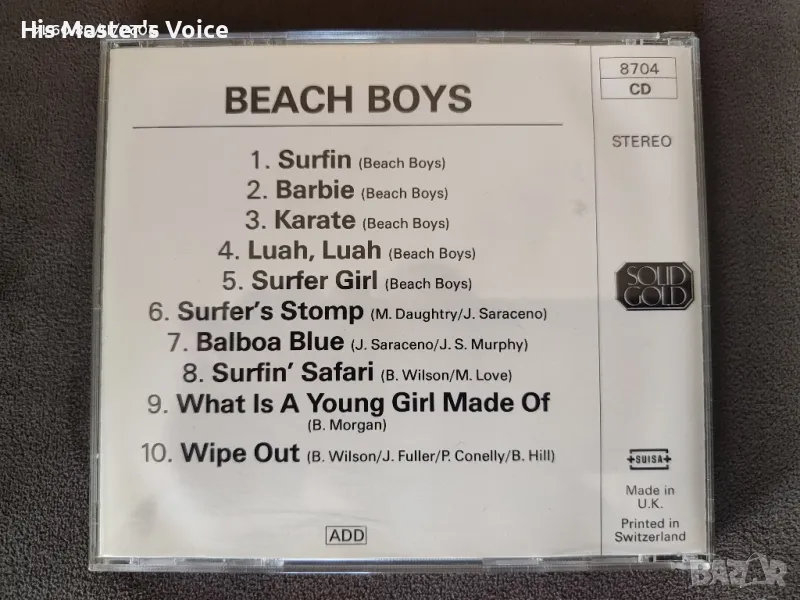 His Master's Voice
BEACH BOYS
1. Surfin (Beach Boys)
2. Barbie (Beach Boys)
3. Karate (Beach Boys)
4. Luah, Luah (Beach Boys)
5. Surfer Girl (Beach Boys)
6. Surfer's Stomp (M. Daughtry/J. Saraceno)
7. Balboa Blue (J. Saraceno/J. S. Murphy)
8. Surfin' Safari (B. Wilson/M. Love)
9. What Is A Young Girl Made Of
(B. Morgan)
10. Wipe Out (B. Wilson/J. Fuller/P. Conelly/B. Hill)
ADD
8704
CD
STEREO
SOLID
GOLD
SUISA
Made in
U.K.
Printed in
Switzerland
BAZAR